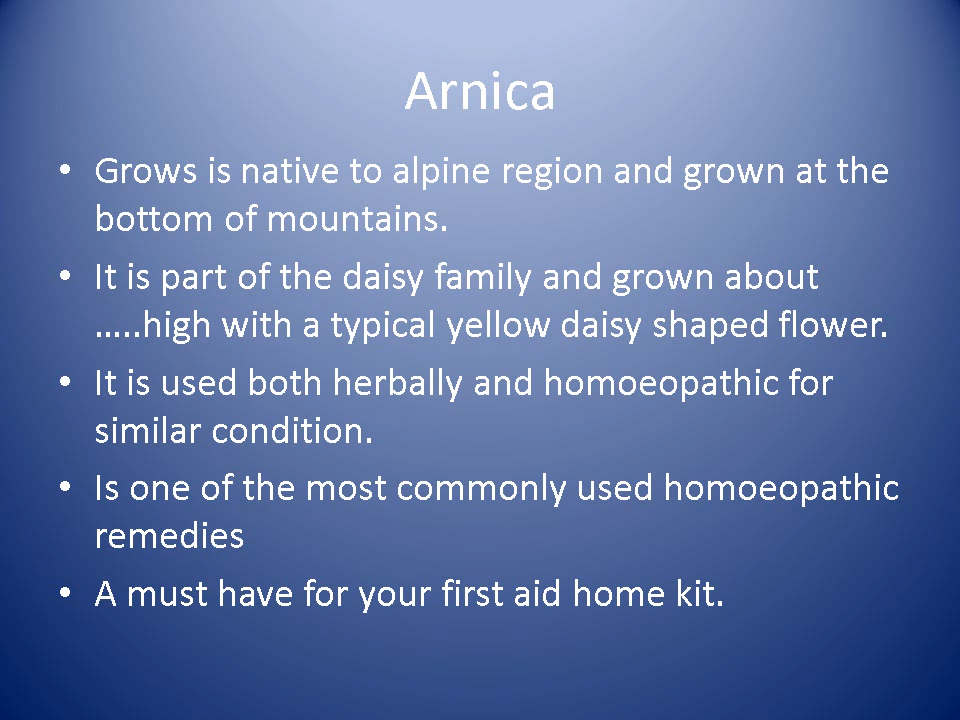 Arnica
• Grows is native to alpine region and grown at the
bottom of mountains.
• It is part of the daisy family and grown about
…..high with a typical yellow daisy shaped flower.
• It is used both herbally and homoeopathic for
similar condition.
• Is one of the most commonly used homoeopathic
remedies
• A must have for your first aid home kit.